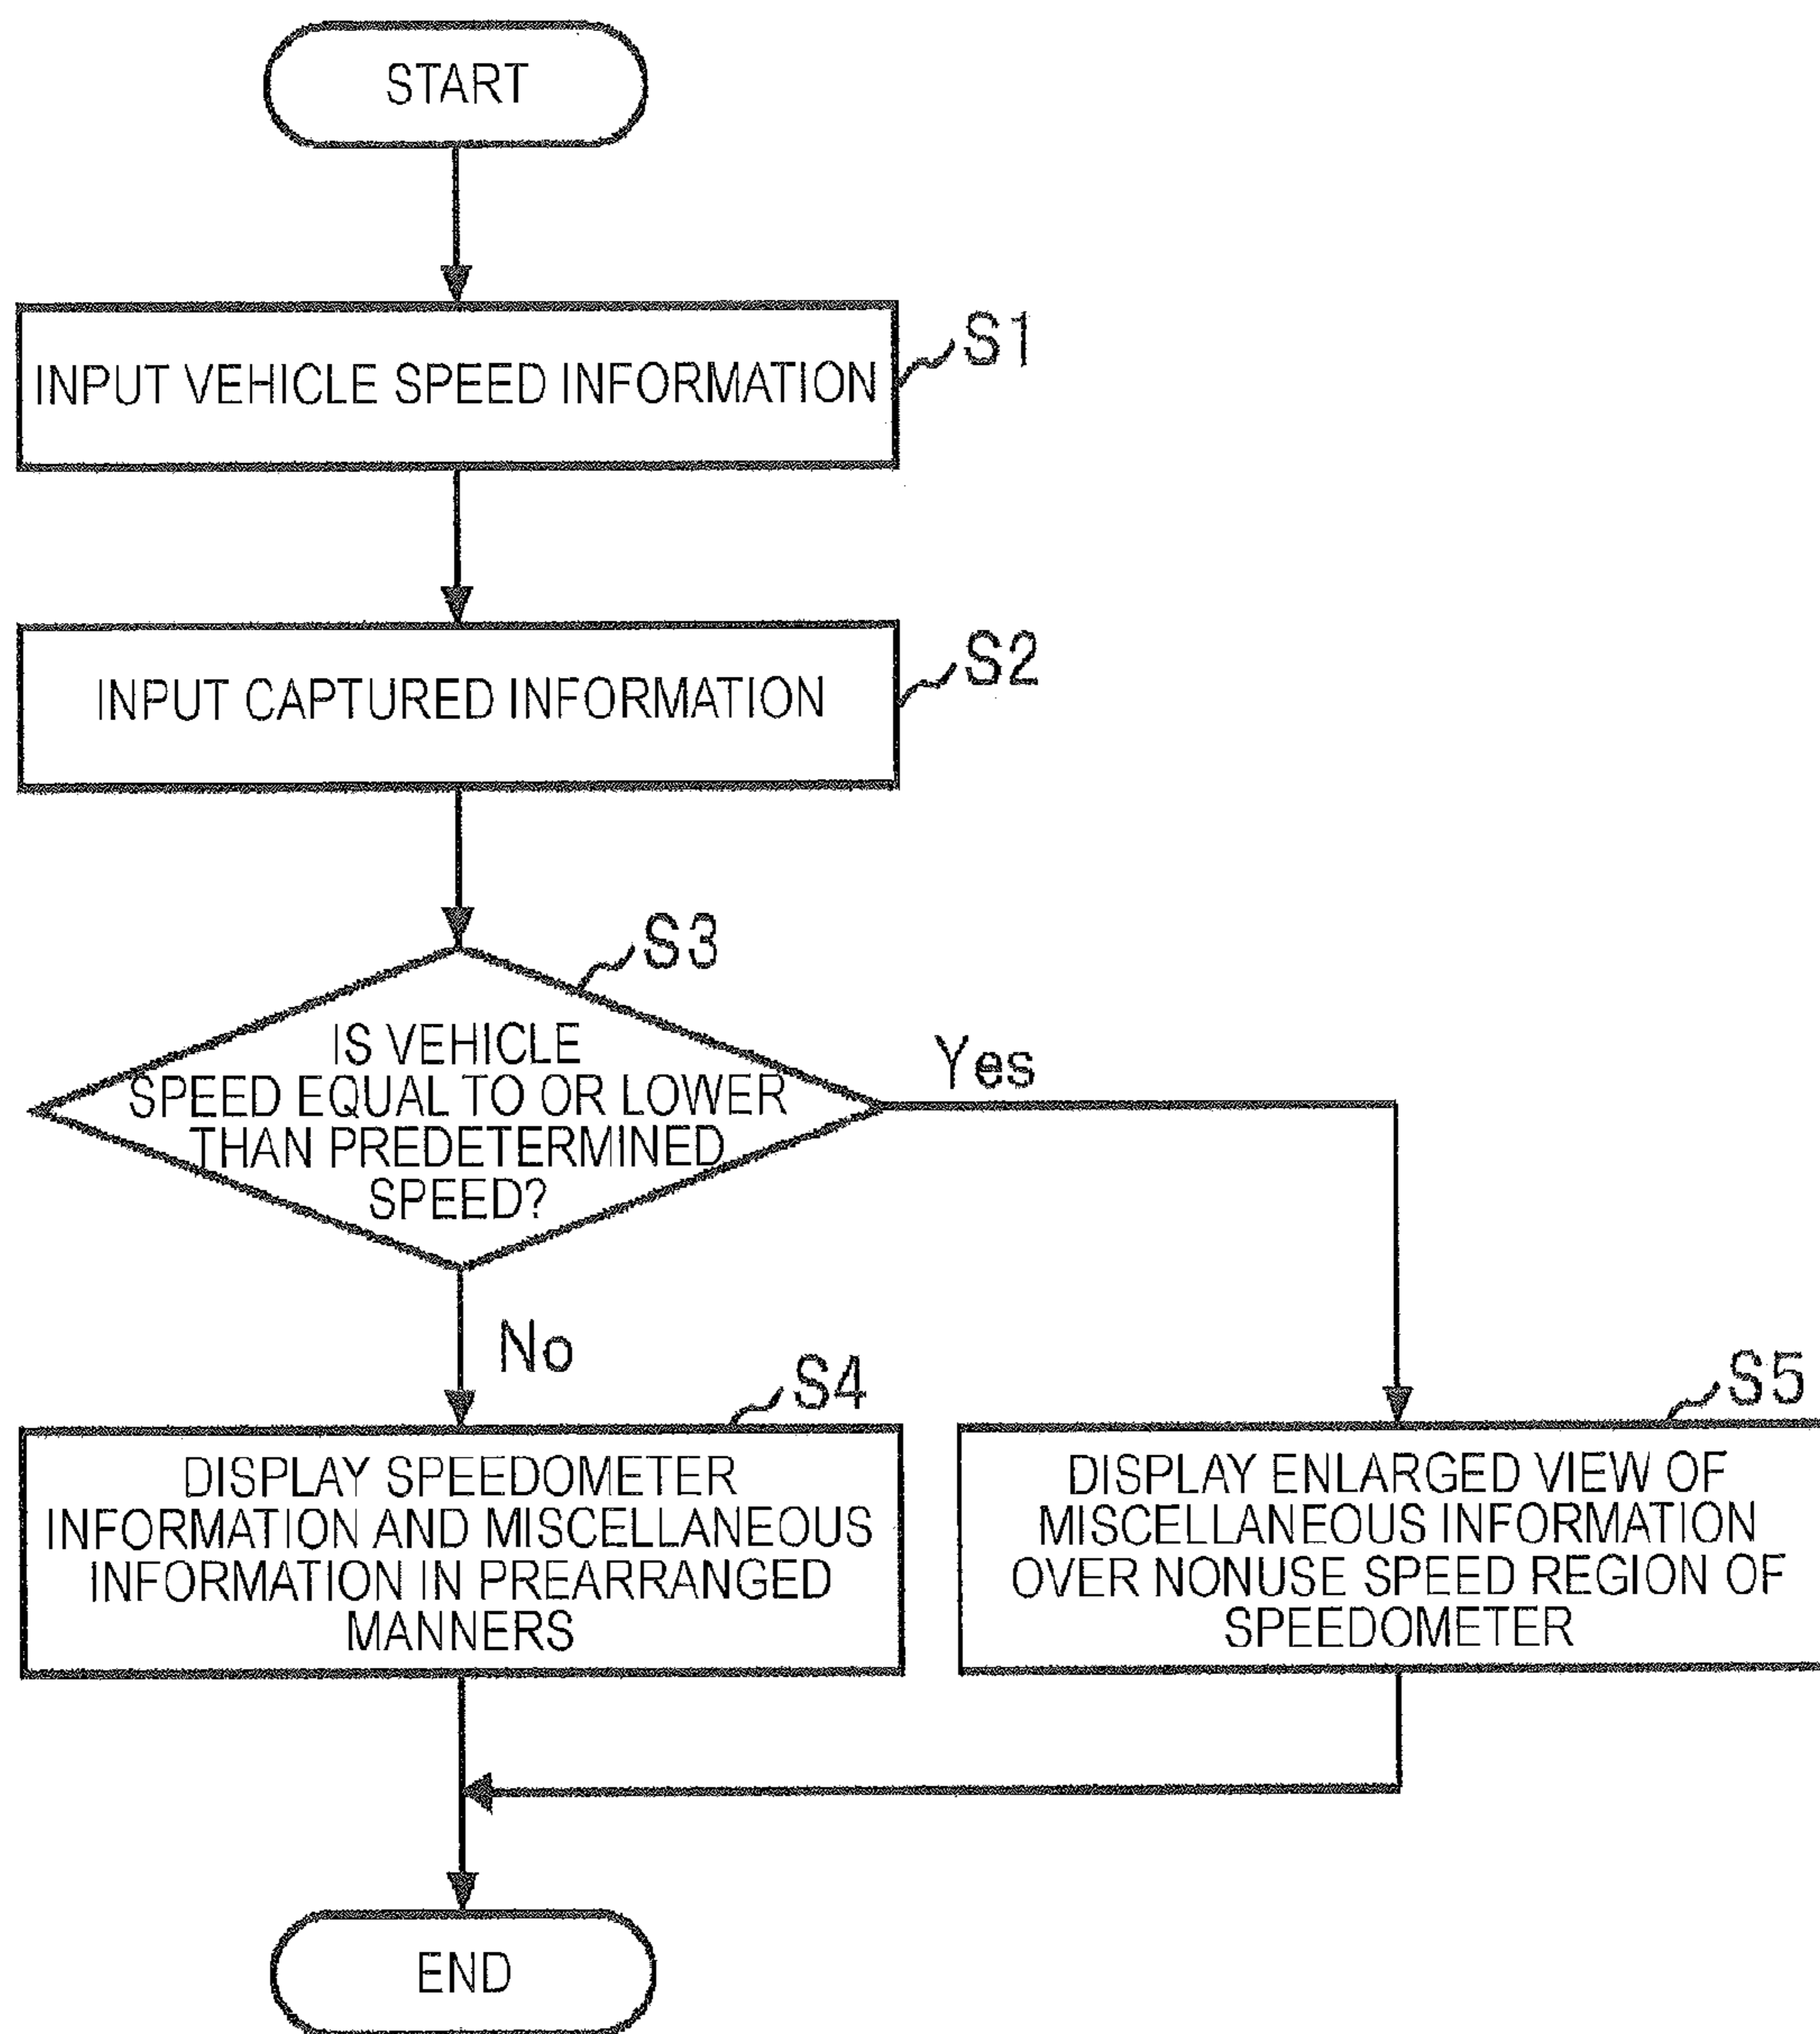 START
INPUT VEHICLE SPEED INFORMATION
S1
INPUT CAPTURED INFORMATION
S2
S3
IS VEHICLE
SPEED EQUAL TO OR LOWER
THAN PREDETERMINED
SPEED?
Yes
No
S4
DISPLAY SPEEDOMETER
INFORMATION AND MISCELLANEOUS
INFORMATION IN PREARRANGED
MANNERS
S5
DISPLAY ENLARGED VIEW OF
MISCELLANEOUS INFORMATION
OVER NONUSE SPEED REGION OF
SPEEDOMETER
END